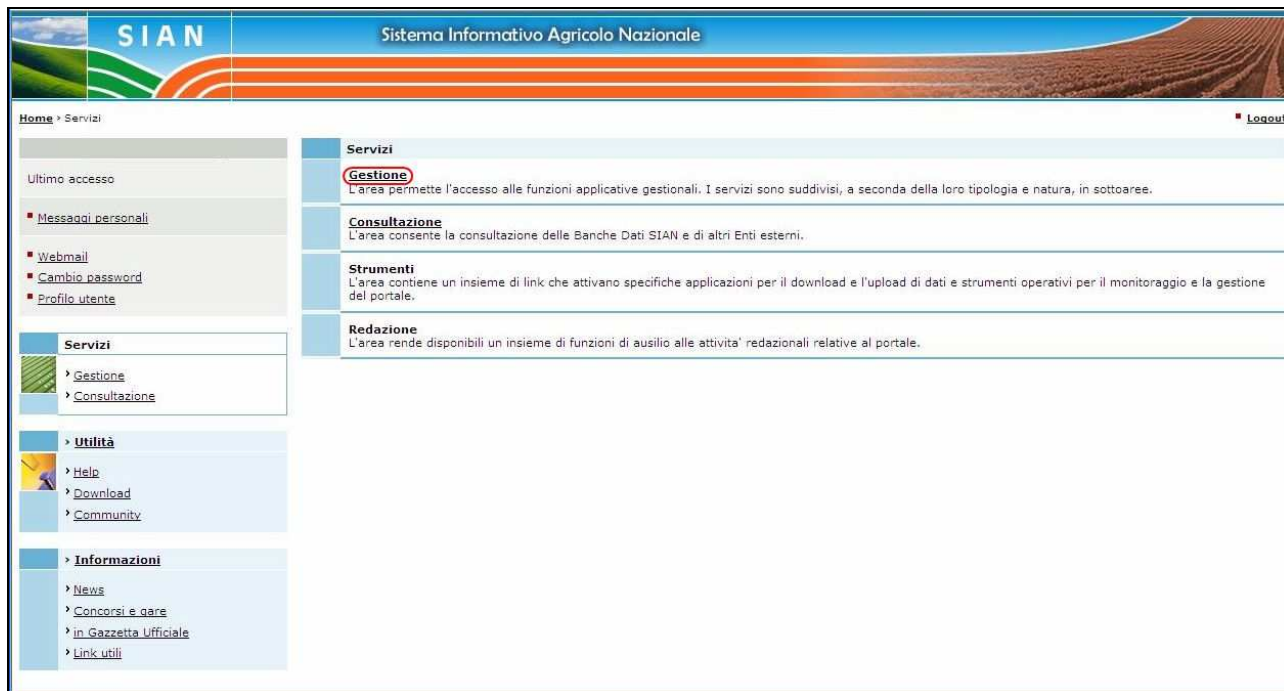 SIAN
Sistema Informativo Agricolo Nazionale
Home › Servizi
Logout
Ultimo accesso
Messaggi personali
Webmail
Cambio password
Profilo utente
Servizi
› Gestione
› Consultazione
› Utilità
› Help
› Download
› Community
› Informazioni
› News
› Concorsi e gare
› in Gazzetta Ufficiale
› Link utili
Servizi
Gestione
L'area permette l'accesso alle funzioni applicative gestionali. I servizi sono suddivisi, a seconda della loro tipologia e natura, in sottoaree.
Consultazione
L'area consente la consultazione delle Banche Dati SIAN e di altri Enti esterni.
Strumenti
L'area contiene un insieme di link che attivano specifiche applicazioni per il download e l'upload di dati e strumenti operativi per il monitoraggio e la gestione
del portale.
Redazione
L'area rende disponibili un insieme di funzioni di ausilio alle attivita' redazionali relative al portale.